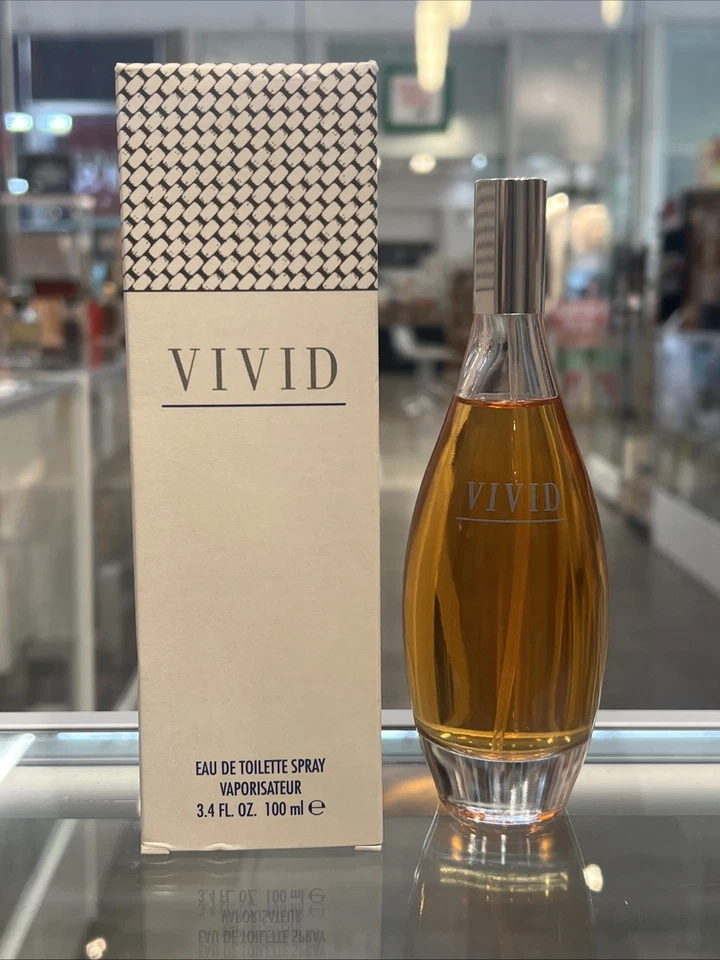 VIVID
EAU DE TOILETTE SPRAY
VAPORISATEUR
3.4 FL. OZ. 100 ml ℮
VIVID